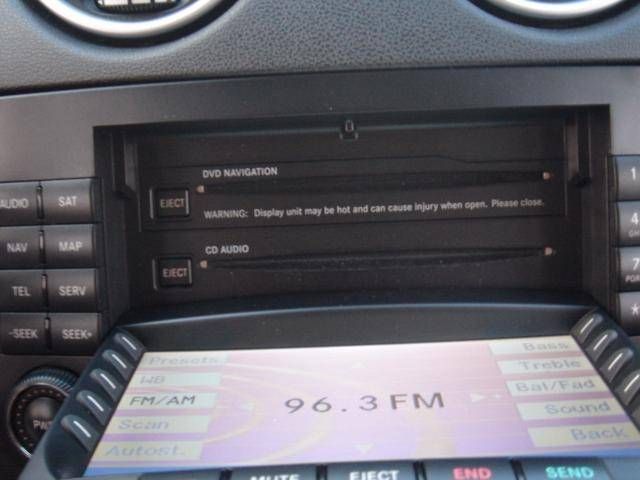 DVD NAVIGATION
EJECT
WARNING: Display unit may be hot and can cause injury when open. Please close.
CD AUDIO
EJECT
AUDIO SAT
NAV MAP
TEL SERV
-SEEK SEEK+
PWR
1
4
7
*
Presets
WB
FM/AM
Scan
Autost.
96.3 FM
Bass
Treble
Bal/Fad
Sound
Back
MUTE EJECT END SEND